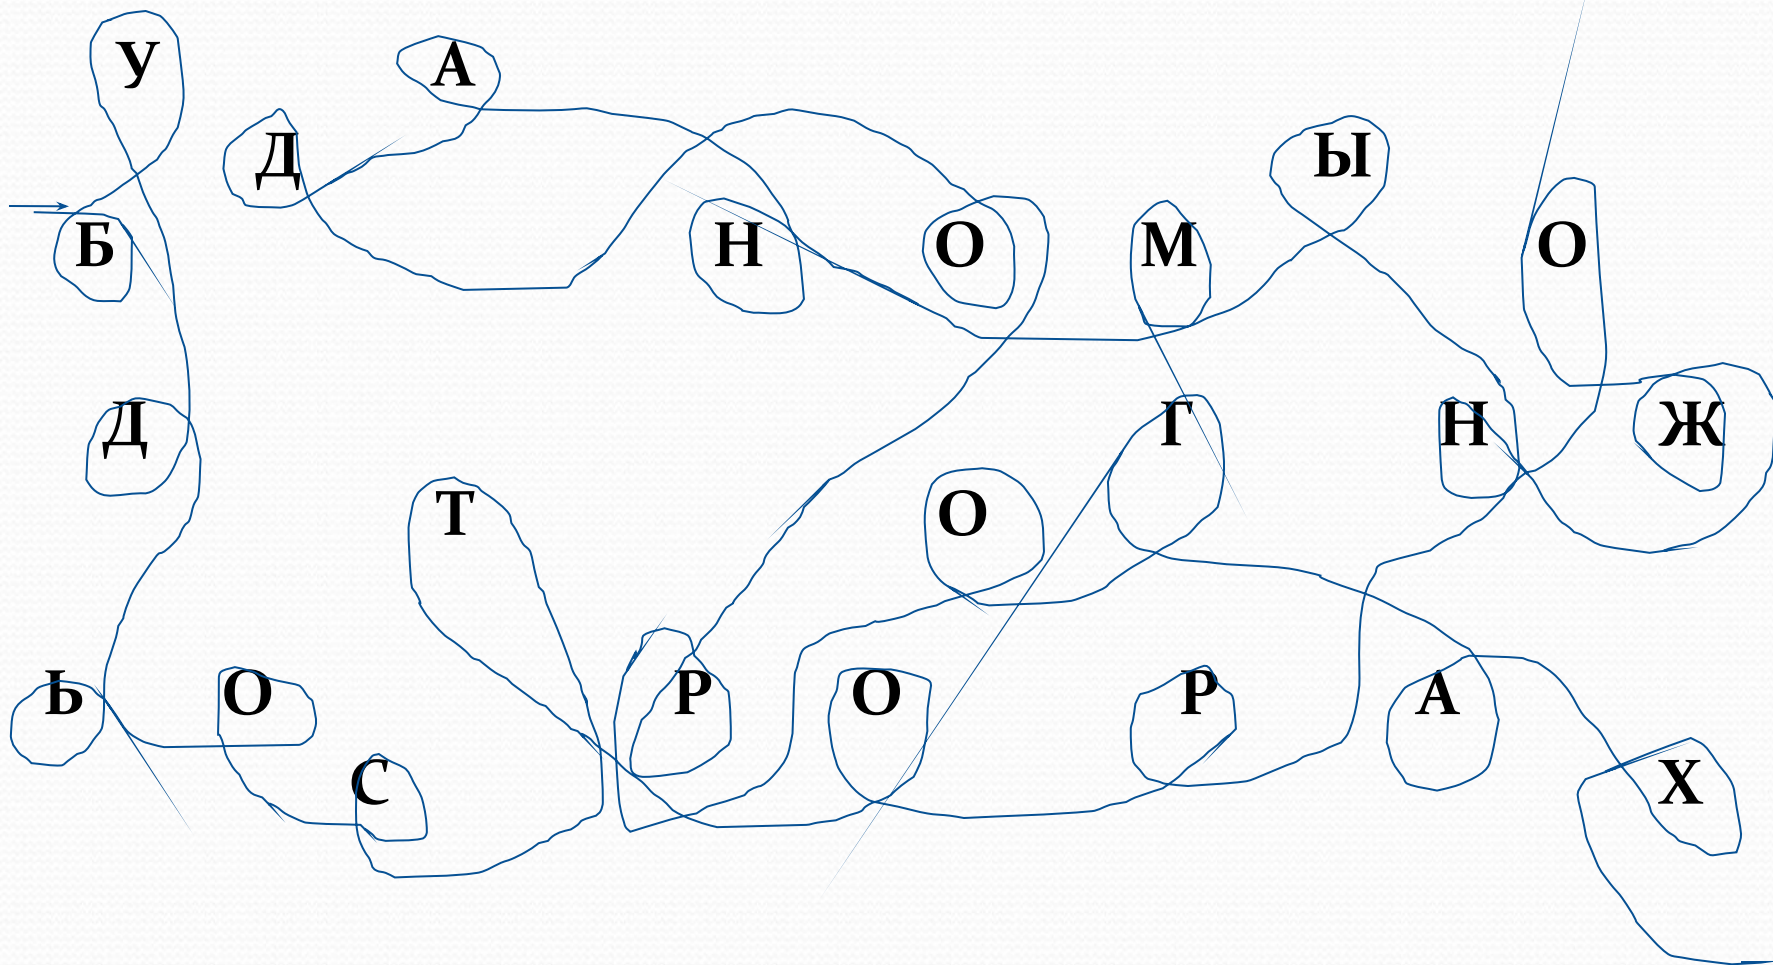 У А
Д Ы
Б Н О М О
Д Г Н Ж
Т О
Ь О Р О Р А
С Х